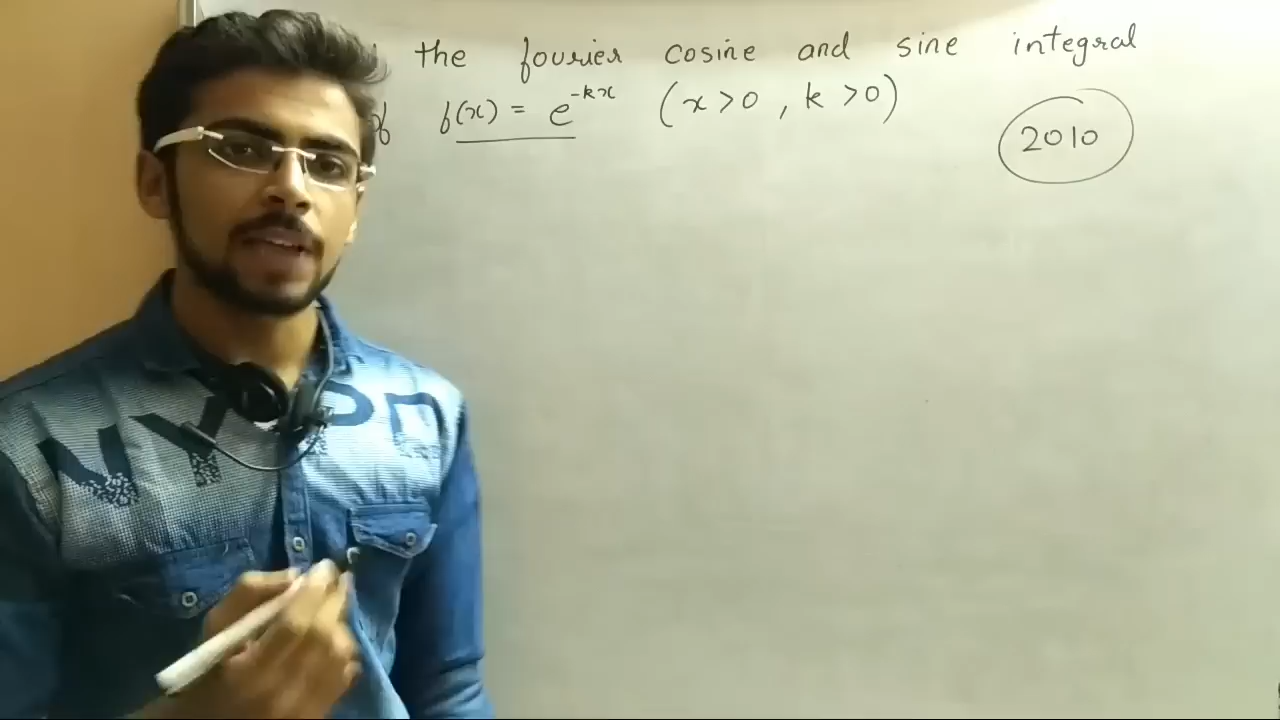 the fourier cosine and sine integral
f(x) = e^{-kx} (x>0, k>0)
2010